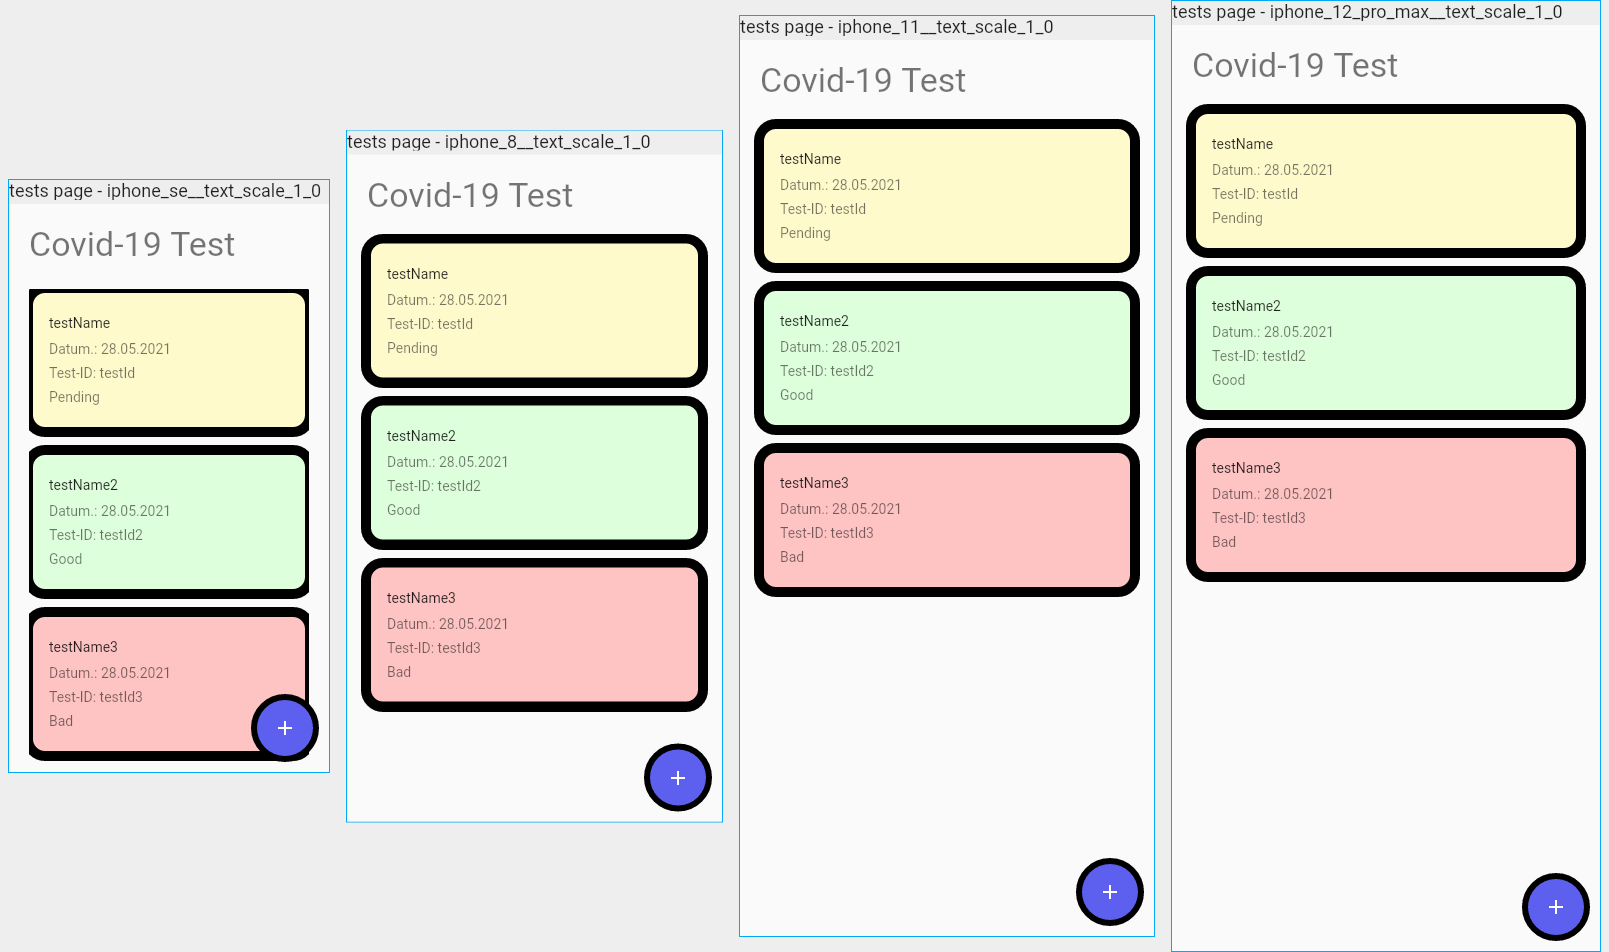 tests page - iphone_se__text_scale_1_0
Covid-19 Test
testName
Datum.: 28.05.2021
Test-ID: testId
Pending
testName2
Datum.: 28.05.2021
Test-ID: testId2
Good
testName3
Datum.: 28.05.2021
Test-ID: testId3
Bad
+
tests page - iphone_8__text_scale_1_0
Covid-19 Test
testName
Datum.: 28.05.2021
Test-ID: testId
Pending
testName2
Datum.: 28.05.2021
Test-ID: testId2
Good
testName3
Datum.: 28.05.2021
Test-ID: testId3
Bad
+
tests page - iphone_11__text_scale_1_0
Covid-19 Test
testName
Datum.: 28.05.2021
Test-ID: testId
Pending
testName2
Datum.: 28.05.2021
Test-ID: testId2
Good
testName3
Datum.: 28.05.2021
Test-ID: testId3
Bad
+
tests page - iphone_12_pro_max__text_scale_1_0
Covid-19 Test
testName
Datum.: 28.05.2021
Test-ID: testId
Pending
testName2
Datum.: 28.05.2021
Test-ID: testId2
Good
testName3
Datum.: 28.05.2021
Test-ID: testId3
Bad
+